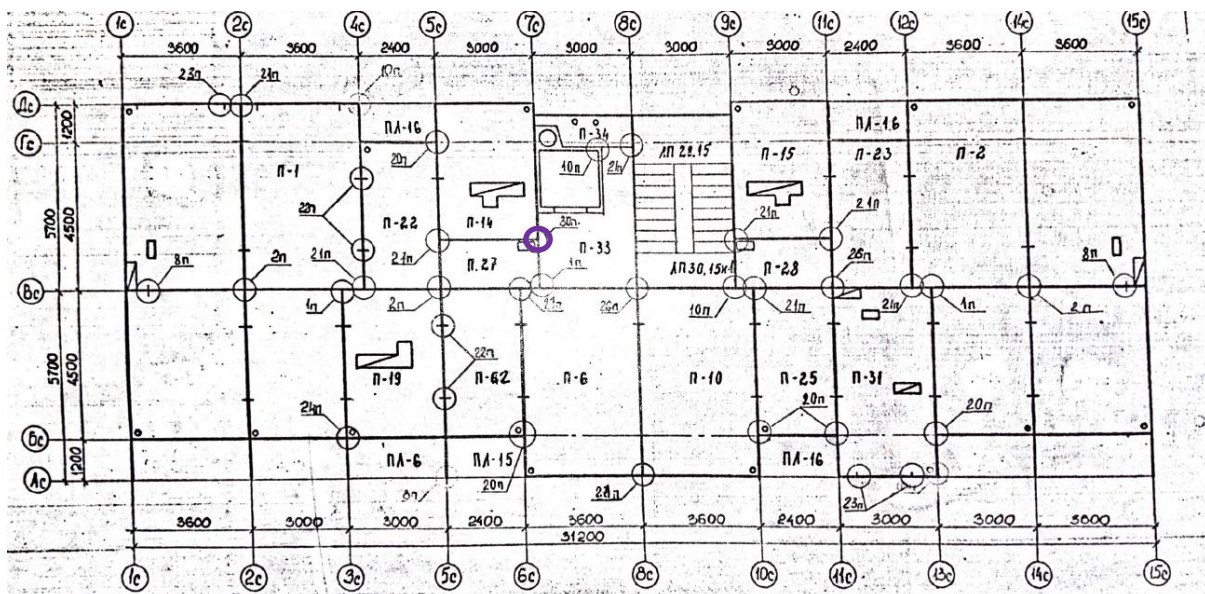 1с 2с 4с 5с 7с 8с 9с 11с 12с 14с 15с
3600 3600 2400 3000 3000 3000 3000 2400 3600 3600
23п 21п 10п
Дс
1200 ПЛ-16 П-34 ПЛ-16
Гс
20п 10п 21п ЛП 28.15 П-15 П-23 П-2
П-1
22п П-22 П-14 30п 21п 21п
5700 4500
21п П-33
8п 2п 21п П.27 1п ЛП30.15 П-28 26п 8п
Вс
1п 2п 21п 26п 10п 21п 21п 1п 2п
22п
5700 4500
П-19 П-62 П-6 П-10 П-25 П-31
24п 20п 20п
Бс
1200 ПЛ-6 ПЛ-15 ПЛ-16
Ас
8п 20п 21п 23п
3600 3000 3000 2400 3600 3600 2400 3000 3000 3600
31200
1с 2с 3с 5с 6с 8с 10с 11с 13с 14с 15с